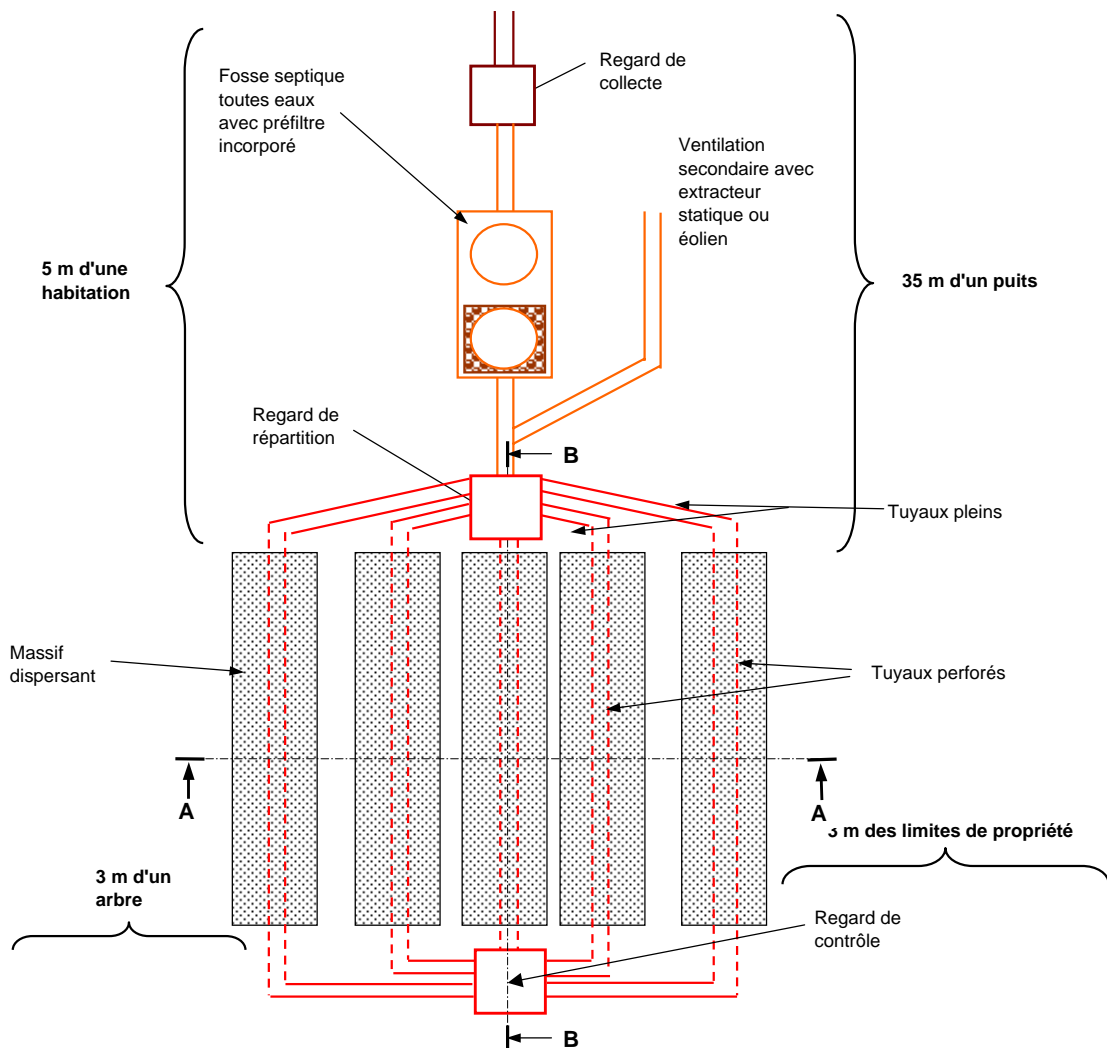 Regard de
collecte
Fosse septique
toutes eaux
avec préfiltre
incorporé
Ventilation
secondaire avec
extracteur
statique ou
éolien
5 m d'une
habitation
35 m d'un puits
Regard de
répartition
B
Tuyaux pleins
Massif
dispersant
Tuyaux perforés
A
A
3 m des limites de propriété
3 m d'un
arbre
Regard de
contrôle
B